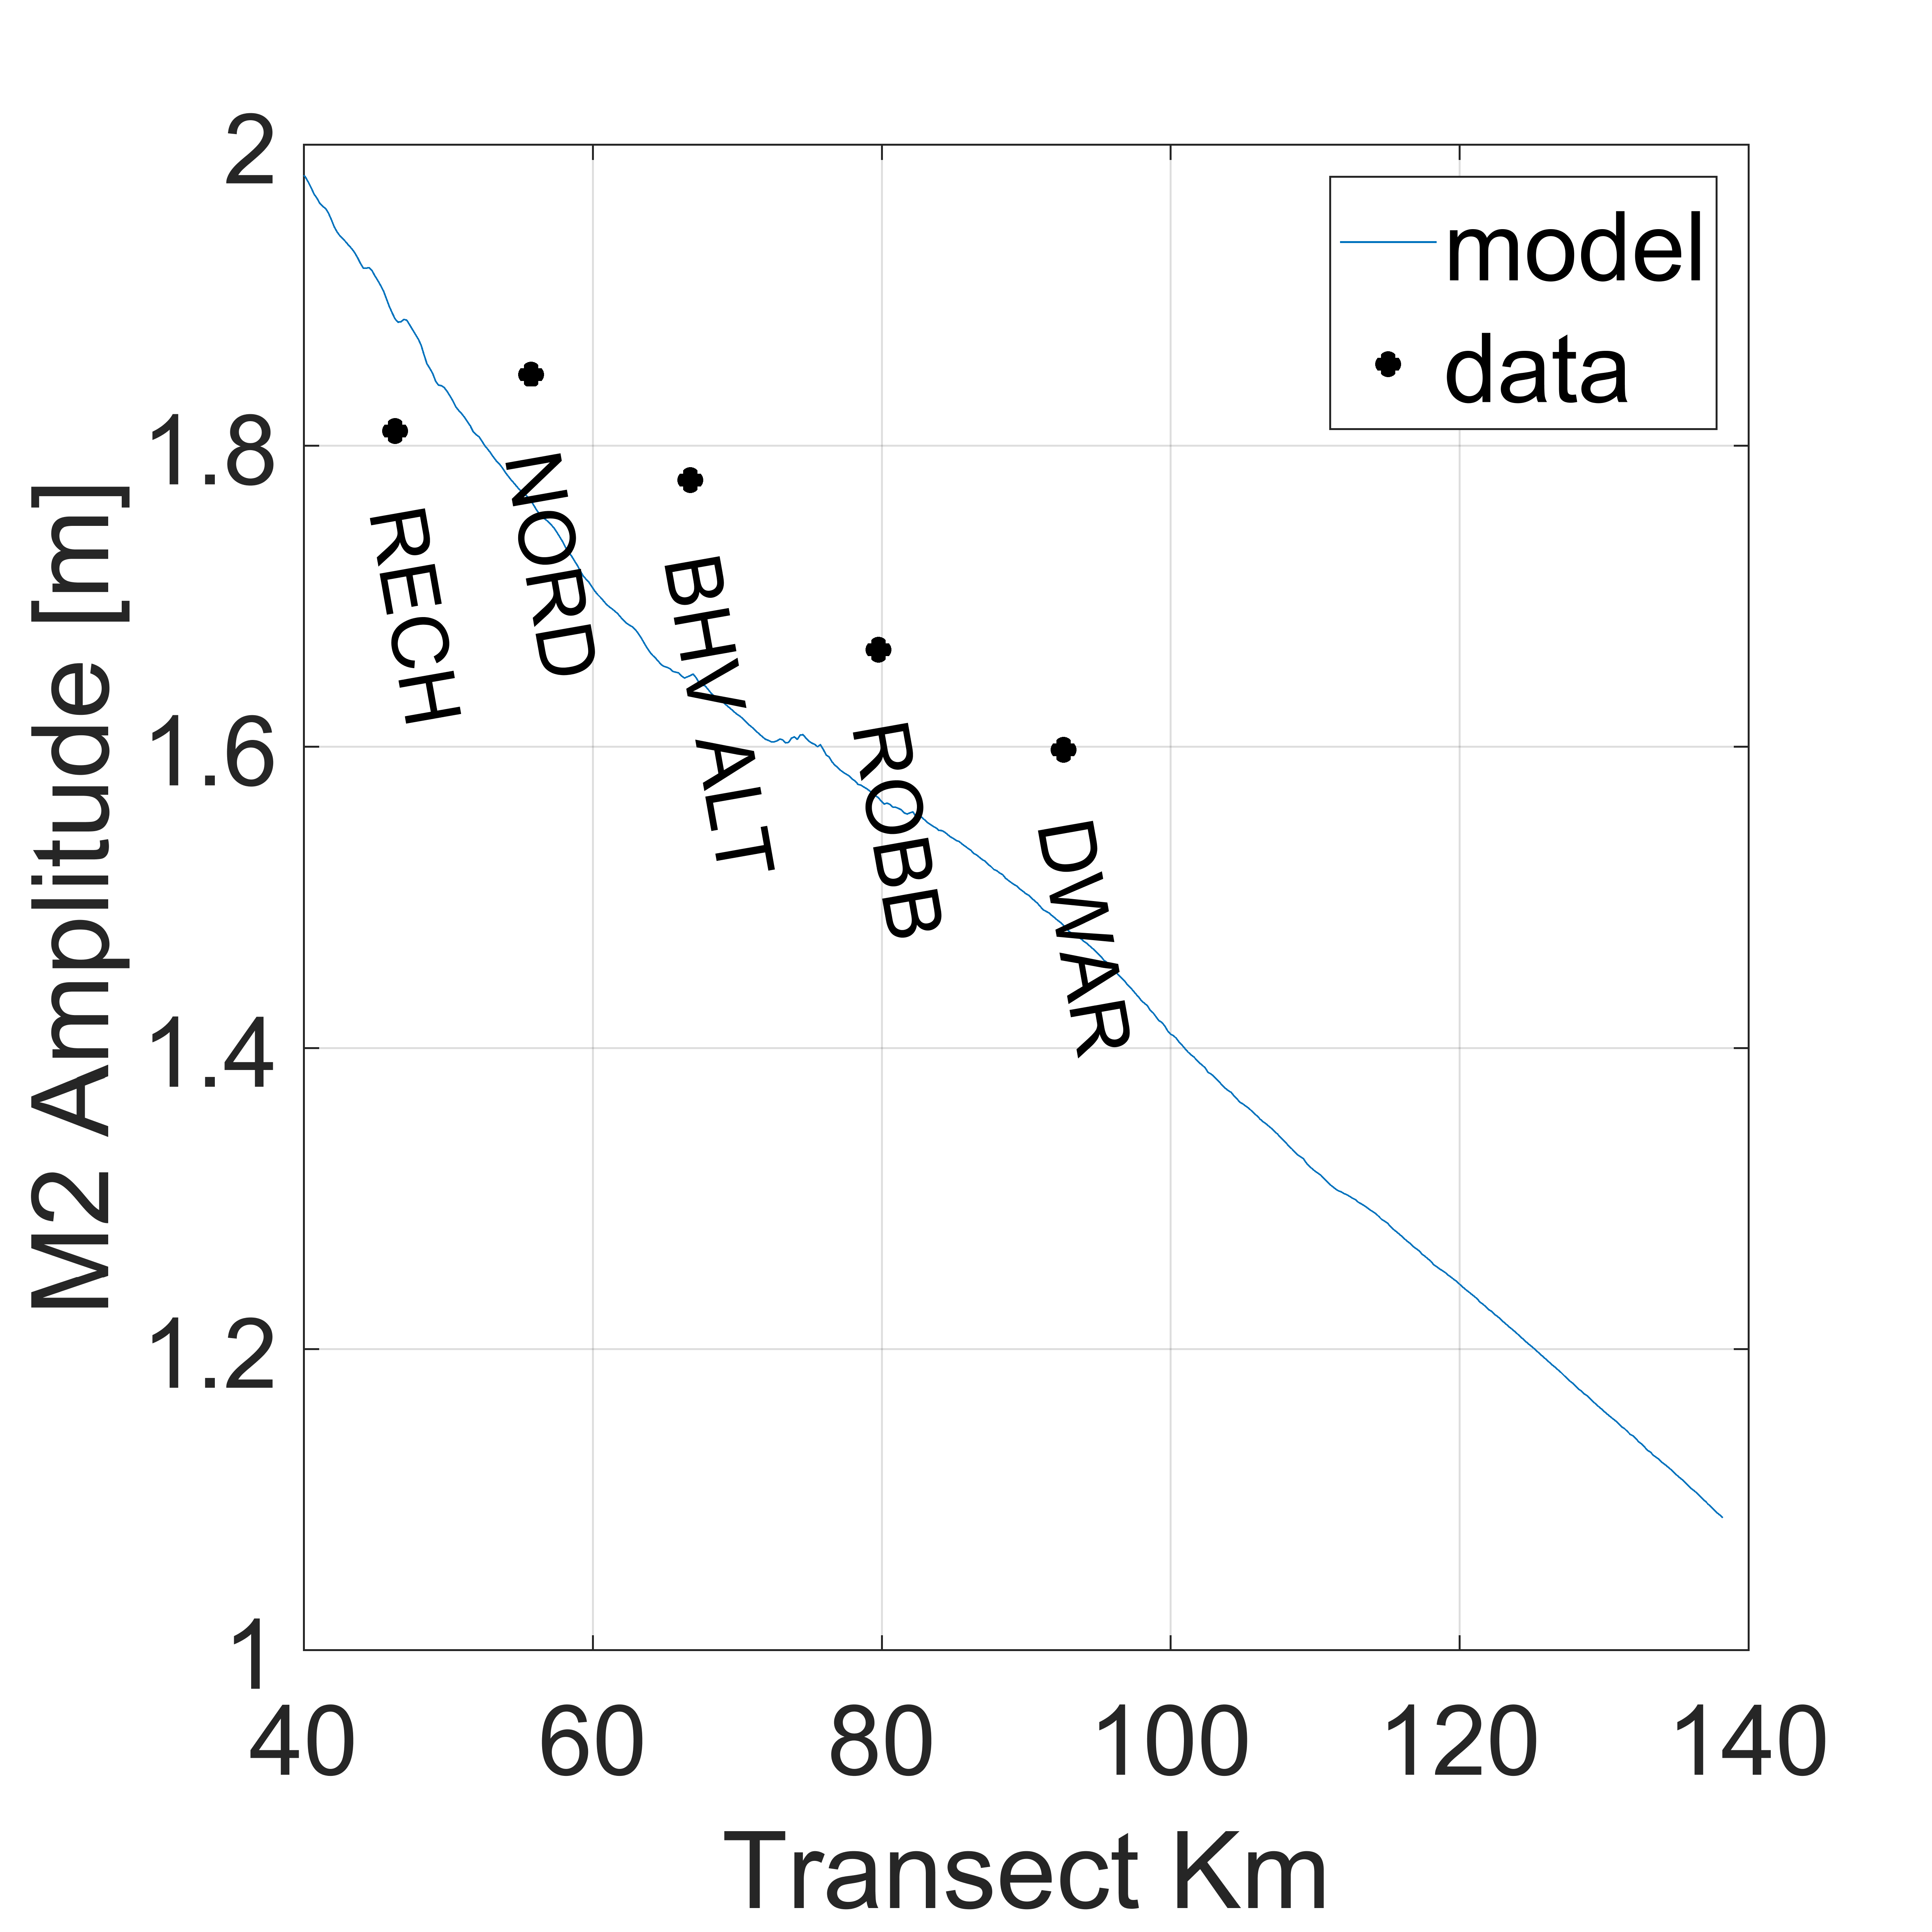 2
1.8
1.6
1.4
1.2
1
M2 Amplitude [m]
model
data
RECH
NORD
BHV ALT
ROBB
DWAR
40 60 80 100 120 140
Transect Km